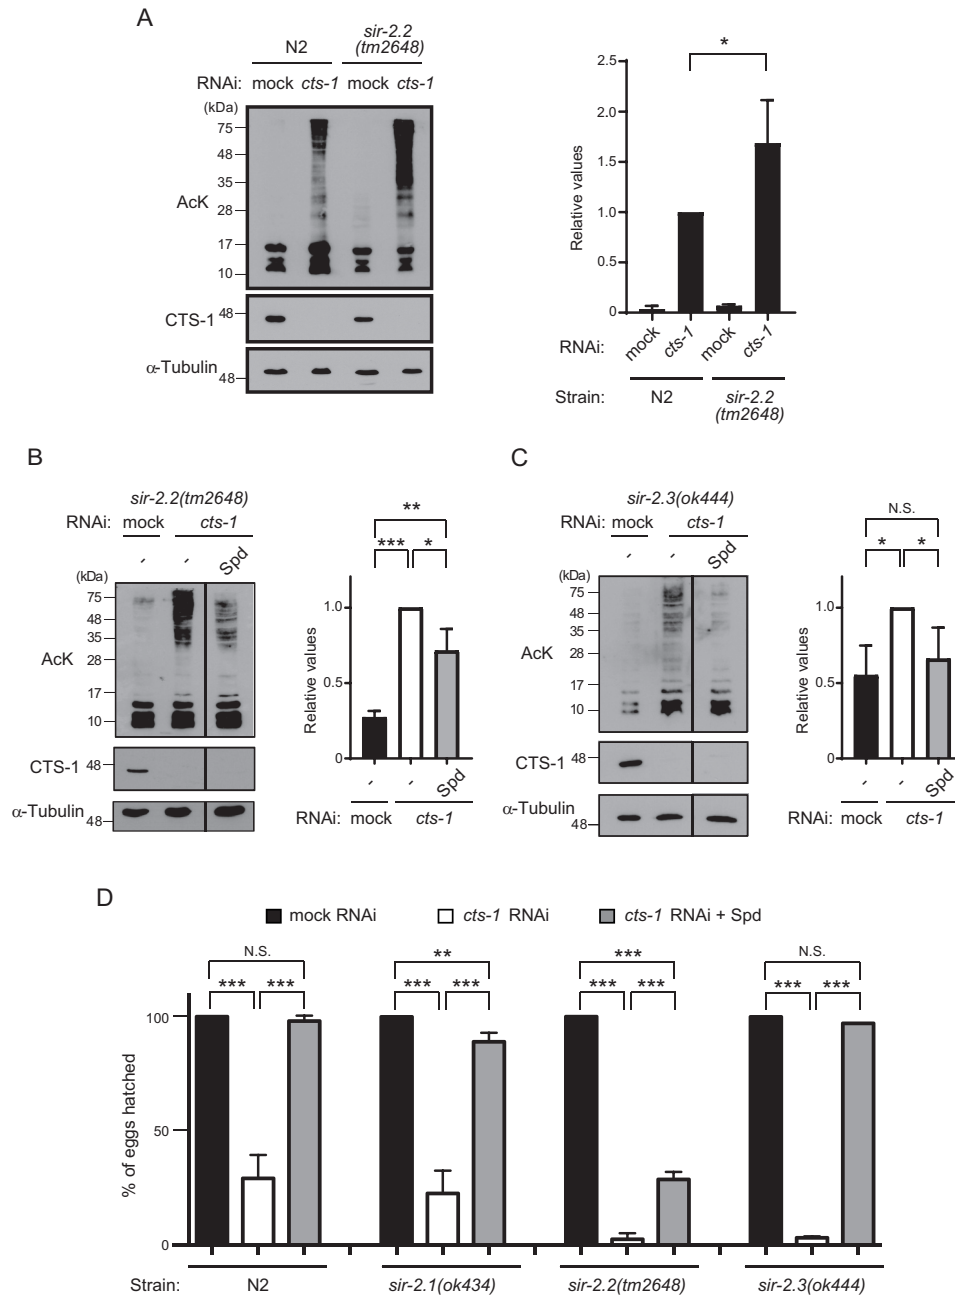 A
N2
sir-2.2
(tm2648)
RNAi: mock cts-1 mock cts-1
(kDa)
75
48
35
28
17
10
AcK
CTS-1
48
α-Tubulin
48
*
2.5
2.0
1.5
1.0
0.5
0
Relative values
RNAi:
mock
cts-1
mock
cts-1
Strain:
N2
sir-2.2
(tm2648)
B
sir-2.2(tm2648)
RNAi: mock cts-1
- - Spd
(kDa)
75
48
35
28
17
10
AcK
CTS-1
48
α-Tubulin
48
**
*** *
1.0
0.5
0
Relative values
- - Spd
RNAi: mock cts-1
C
sir-2.3(ok444)
RNAi: mock cts-1
- - Spd
(kDa)
75
48
35
28
17
10
AcK
CTS-1
48
α-Tubulin
48
N.S.
* *
1.0
0.5
0
Relative values
- - Spd
RNAi: mock cts-1
D
mock RNAi
cts-1 RNAi
cts-1 RNAi + Spd
N.S. ** *** N.S.
*** *** *** *** *** *** *** ***
100
50
0
% of eggs hatched
Strain: N2 sir-2.1(ok434) sir-2.2(tm2648) sir-2.3(ok444)